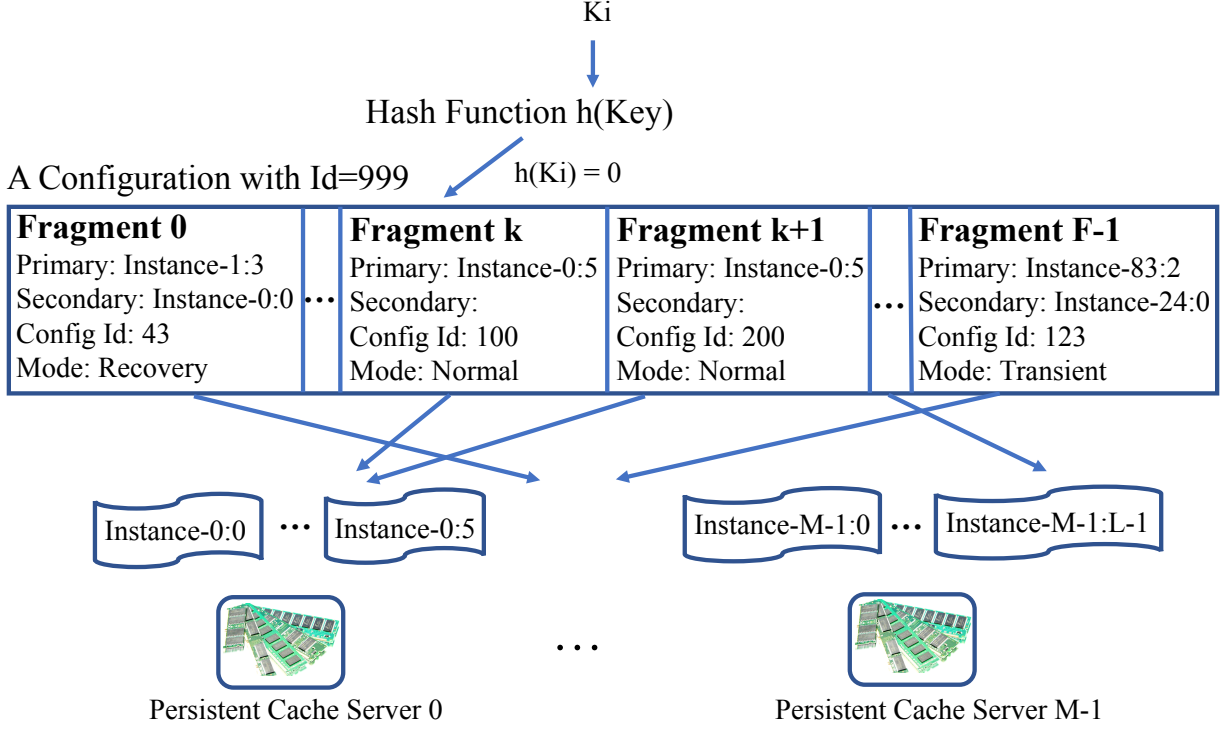 Ki
Hash Function h(Key)
h(Ki) = 0
A Configuration with Id=999
Fragment 0
Primary: Instance-1:3
Secondary: Instance-0:0
Config Id: 43
Mode: Recovery
...
Fragment k
Primary: Instance-0:5
Secondary:
Config Id: 100
Mode: Normal
Fragment k+1
Primary: Instance-0:5
Secondary:
Config Id: 200
Mode: Normal
...
Fragment F-1
Primary: Instance-83:2
Secondary: Instance-24:0
Config Id: 123
Mode: Transient
Instance-0:0 ... Instance-0:5
Instance-M-1:0 ... Instance-M-1:L-1
...
Persistent Cache Server 0
Persistent Cache Server M-1